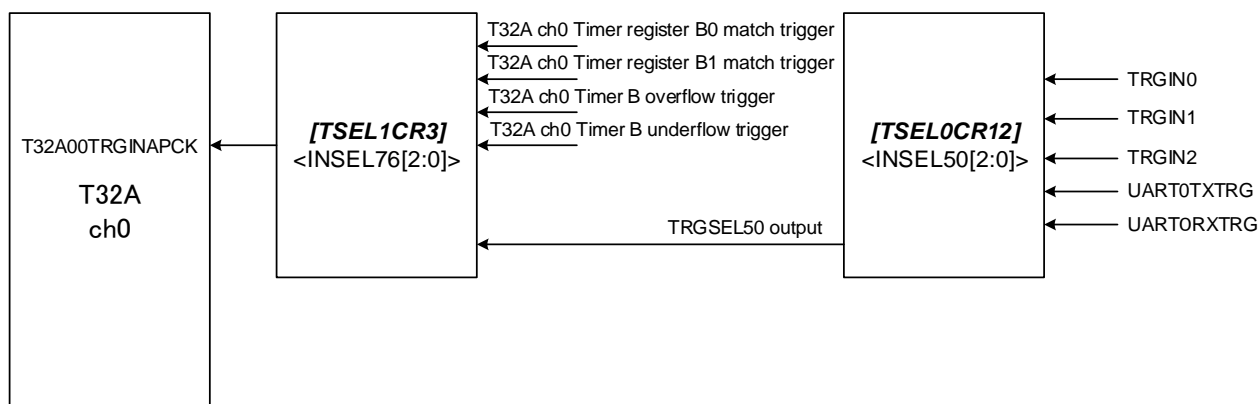 T32A00TRGINAPCK
T32A
ch0
[TSEL1CR3]
<INSEL76[2:0]>
T32A ch0 Timer register B0 match trigger
T32A ch0 Timer register B1 match trigger
T32A ch0 Timer B overflow trigger
T32A ch0 Timer B underflow trigger
TRGSEL50 output
[TSEL0CR12]
<INSEL50[2:0]>
TRGIN0
TRGIN1
TRGIN2
UART0TXTRG
UART0RXTRG